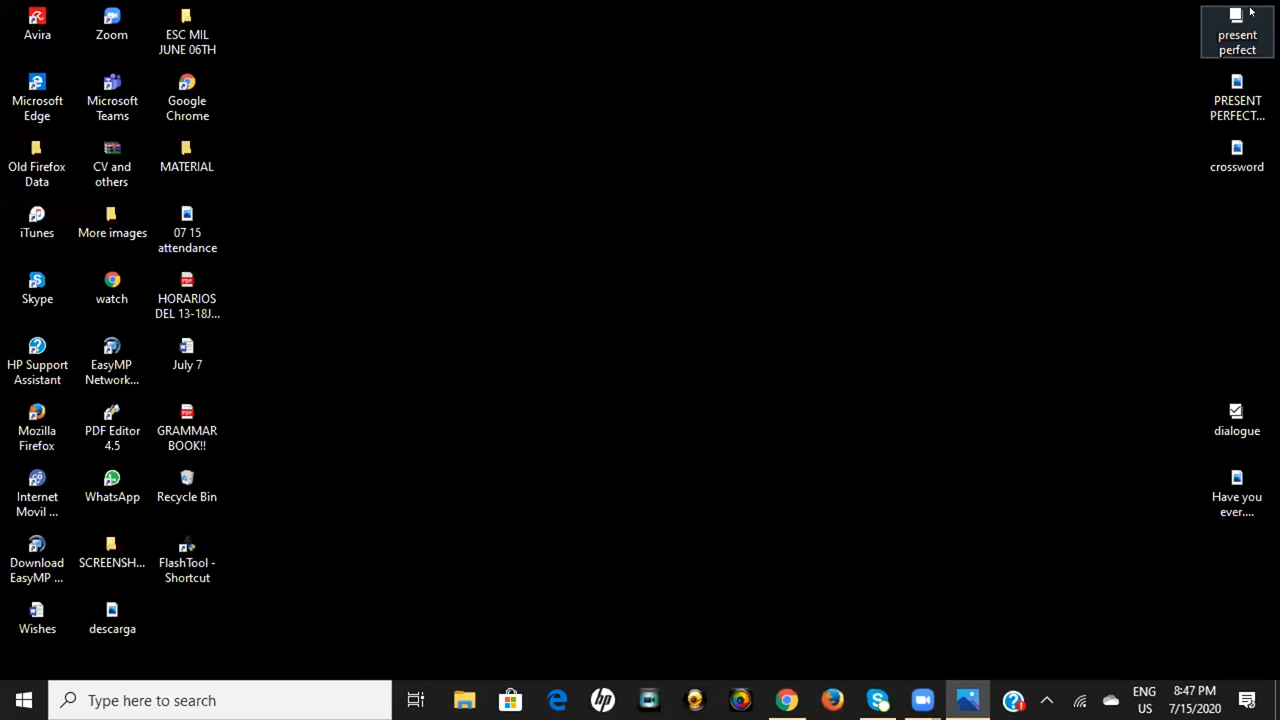 Avira
Zoom
ESC MIL
JUNE 06TH
Microsoft
Edge
Microsoft
Teams
Google
Chrome
Old Firefox
Data
CV and
others
MATERIAL
iTunes
More images
07 15
attendance
Skype
watch
HORARIOS
DEL 13-18J...
HP Support
Assistant
EasyMP
Network...
July 7
Mozilla
Firefox
PDF Editor
4.5
GRAMMAR
BOOK!!
Internet
Movil ...
WhatsApp
Recycle Bin
Download
EasyMP ...
SCREENSH...
FlashTool -
Shortcut
Wishes
descarga
present
perfect
PRESENT
PERFECT...
crossword
dialogue
Have you
ever....
Type here to search
ENG
US
8:47 PM
7/15/2020